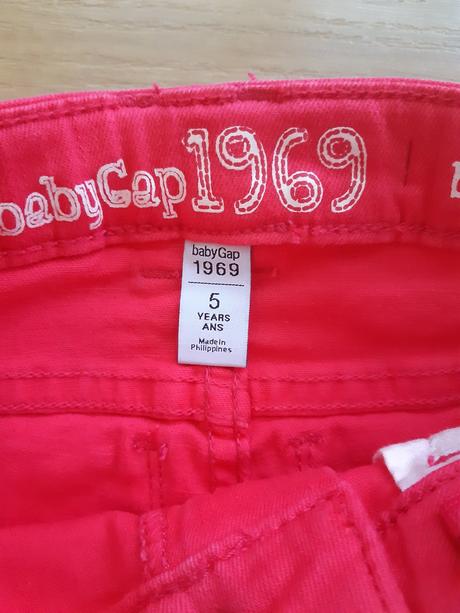 babyGap 1969
babyGap
1969
5
YEARS
ANS
Made in
Philippines